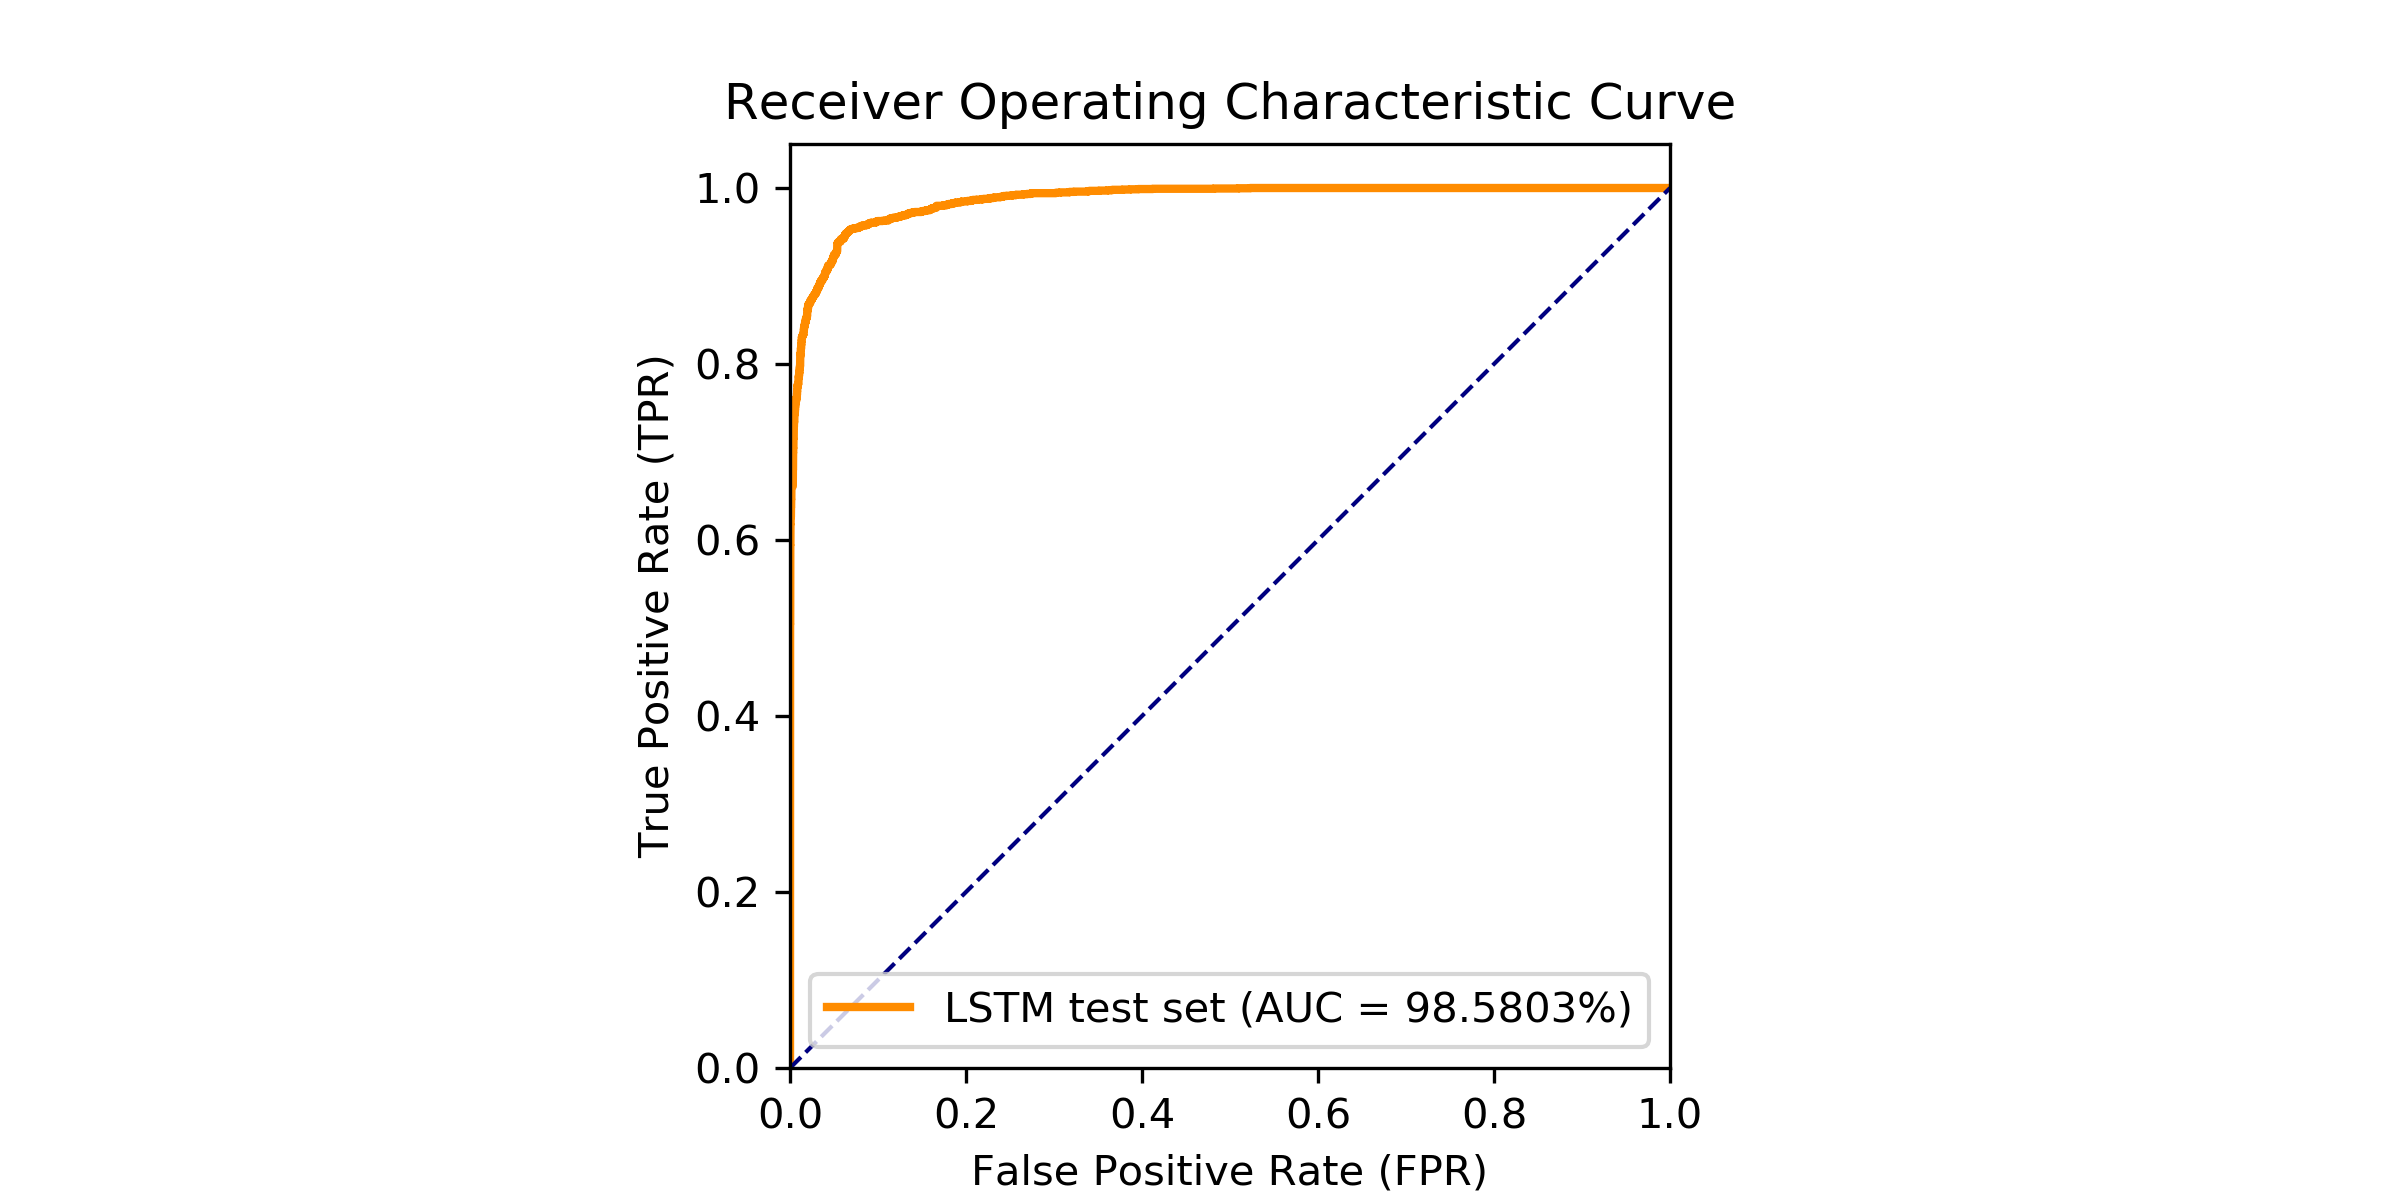 Receiver Operating Characteristic Curve
1.0
0.8
0.6
0.4
0.2
0.0
True Positive Rate (TPR)
LSTM test set (AUC = 98.5803%)
0.0 0.2 0.4 0.6 0.8 1.0
False Positive Rate (FPR)